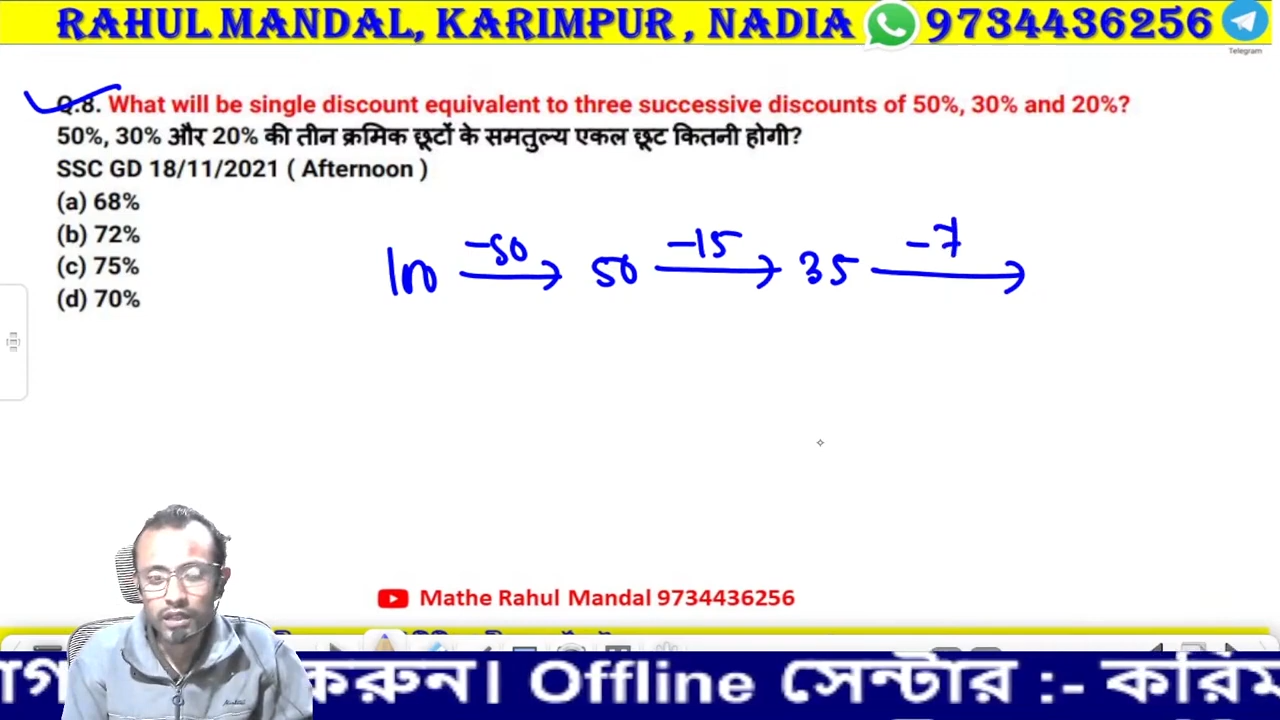 RAHUL MANDAL, KARIMPUR , NADIA 9734436256
Telegram
Q.8. What will be single discount equivalent to three successive discounts of 50%, 30% and 20%?
50%, 30% और 20% की तीन क्रमिक छूटों के समतुल्य एकल छूट कितनी होगी?
SSC GD 18/11/2021 ( Afternoon )
(a) 68%
(b) 72%
(c) 75%
(d) 70%
100 -50 50 -15 35 -7
Mathe Rahul Mandal 9734436256
করুন। Offline সেন্টার :- করিম